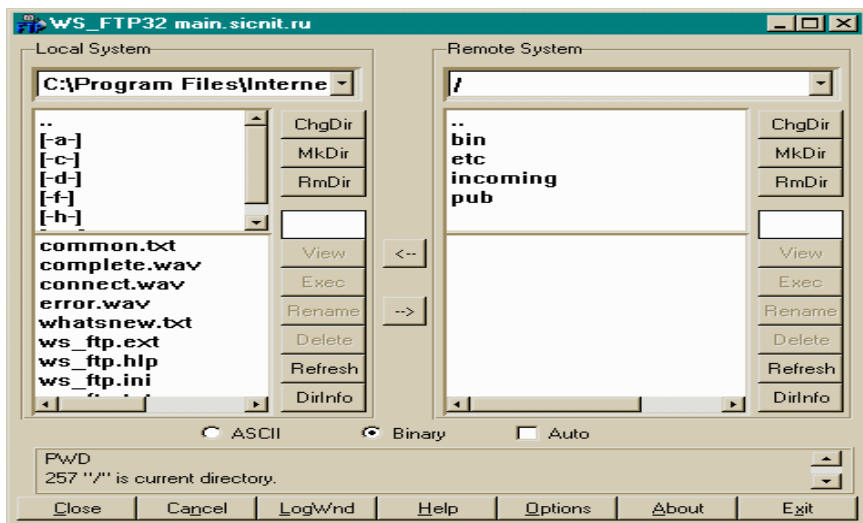 WS_FTP32 main.sicnit.ru
Local System
C:\Program Files\Interne
..
[-a-]
[-c-]
[-d-]
[-f-]
[-h-]
ChgDir
MkDir
RmDir
common.txt
complete.wav
connect.wav
error.wav
whatsnew.txt
ws_ftp.ext
ws_ftp.hlp
ws_ftp.ini
View
Exec
Rename
Delete
Refresh
DirInfo
<--
-->
Remote System
/
..
bin
etc
incoming
pub
ChgDir
MkDir
RmDir
View
Exec
Rename
Delete
Refresh
DirInfo
ASCII Binary Auto
PWD
257 "/" is current directory.
Close Cancel LogWnd Help Options About Exit